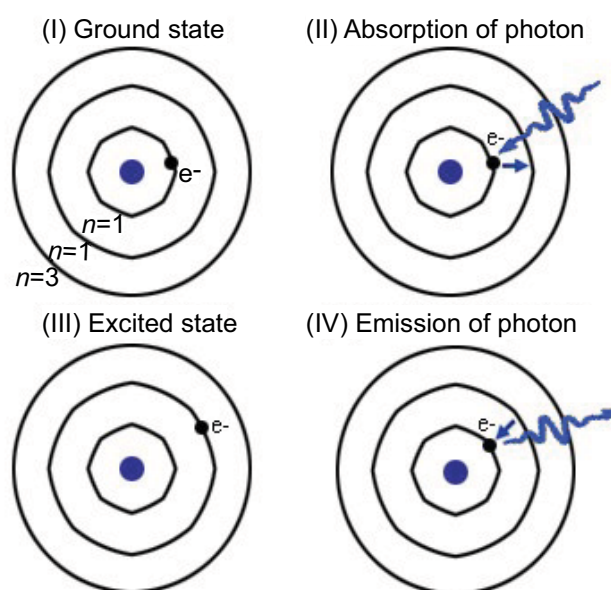 (I) Ground state
(II) Absorption of photon
e-
e-
n=1
n=1
n=3
(III) Excited state
(IV) Emission of photon
e-
e-